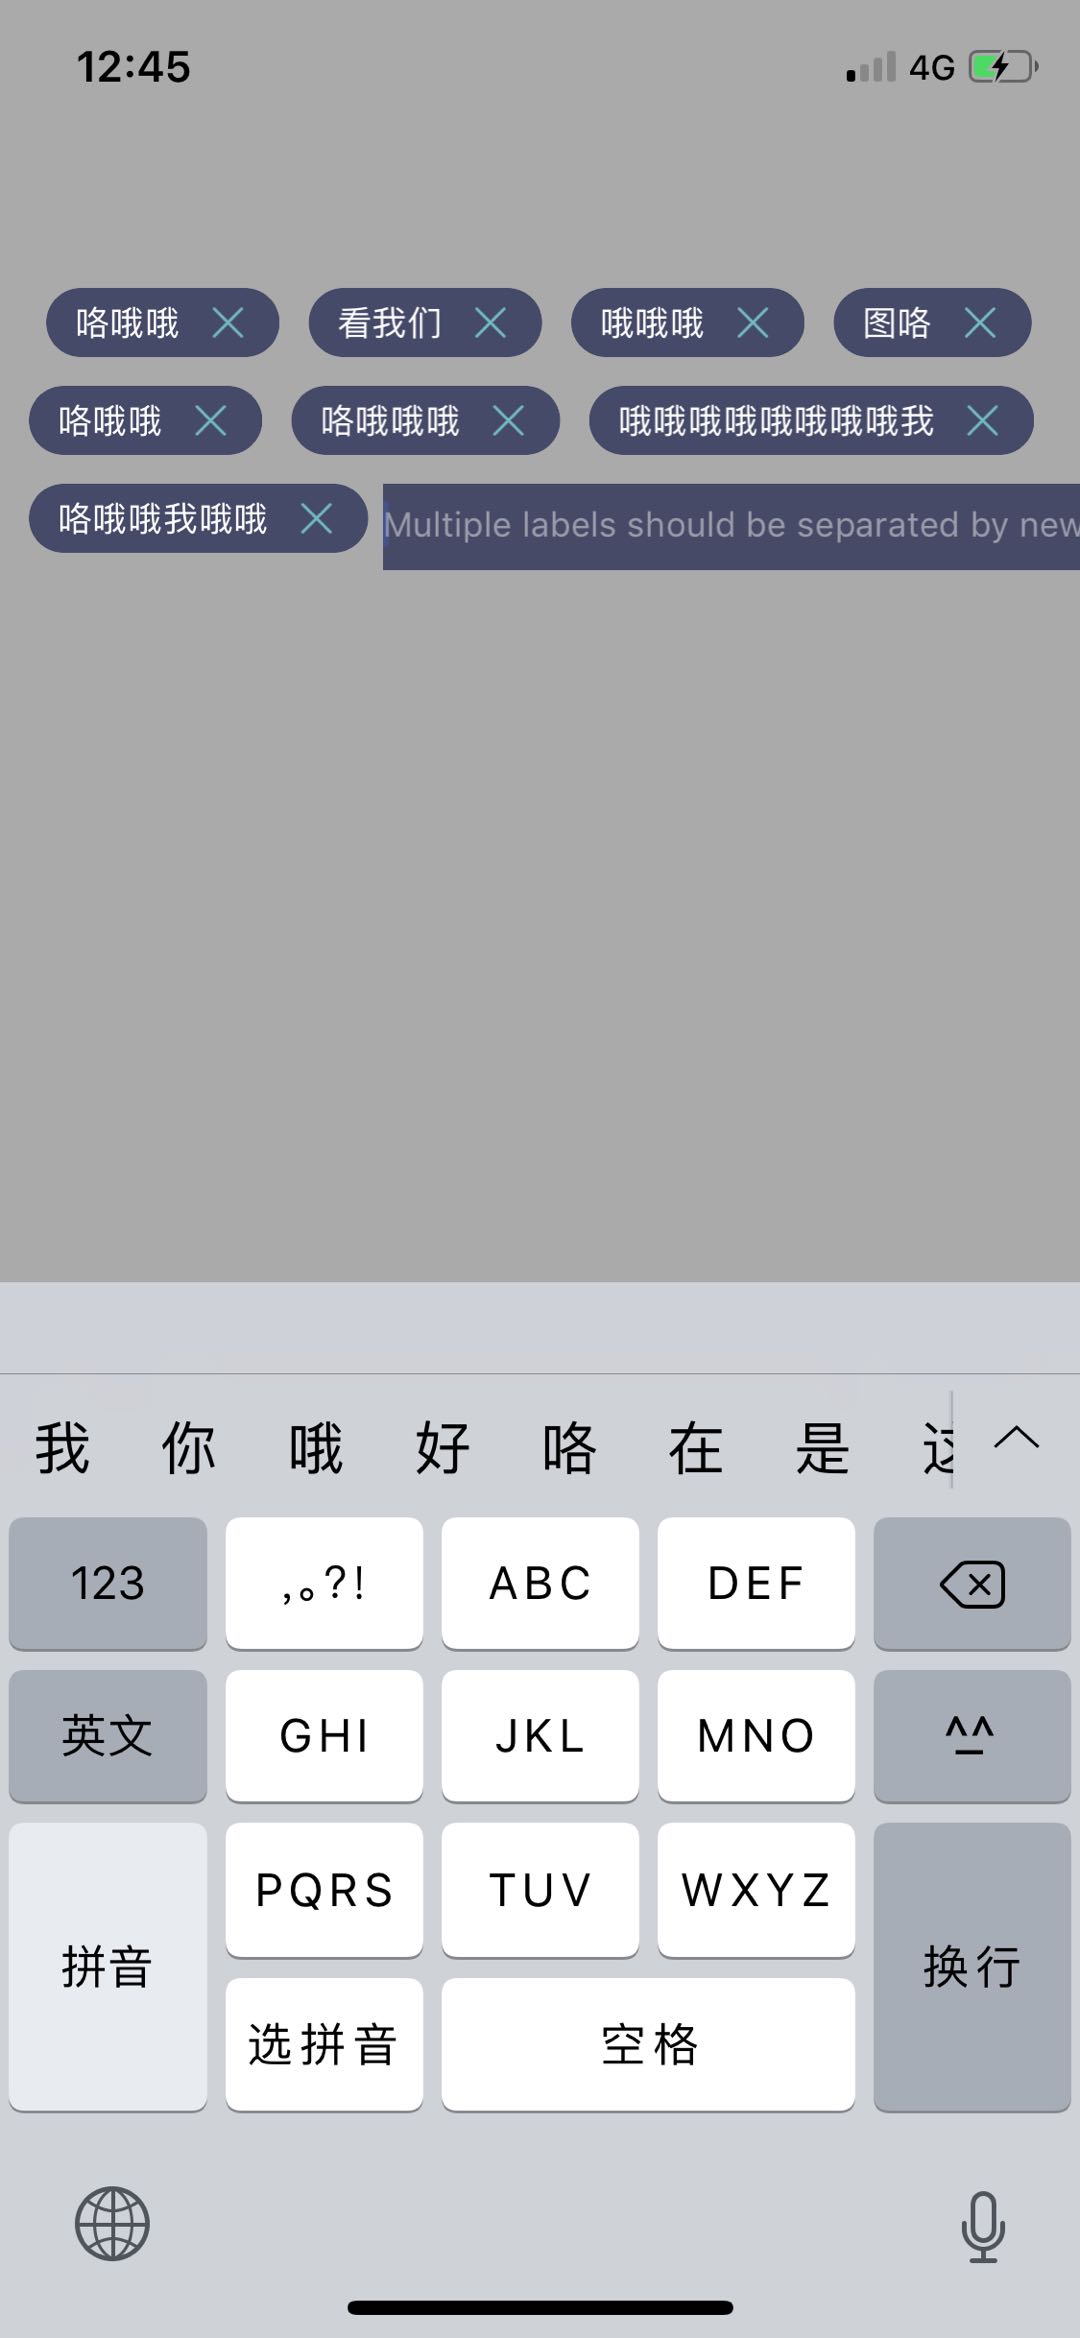 12:45 4G
咯哦哦 看我们 哦哦哦 图咯
咯哦哦 咯哦哦哦 哦哦哦哦哦哦哦哦我
咯哦哦我哦哦 Multiple labels should be separated by new
我 你 哦 好 咯 在 是 这
123 ,。?! ABC DEF
英文 GHI JKL MNO ^^
拼音 PQRS TUV WXYZ 换行
选拼音 空格